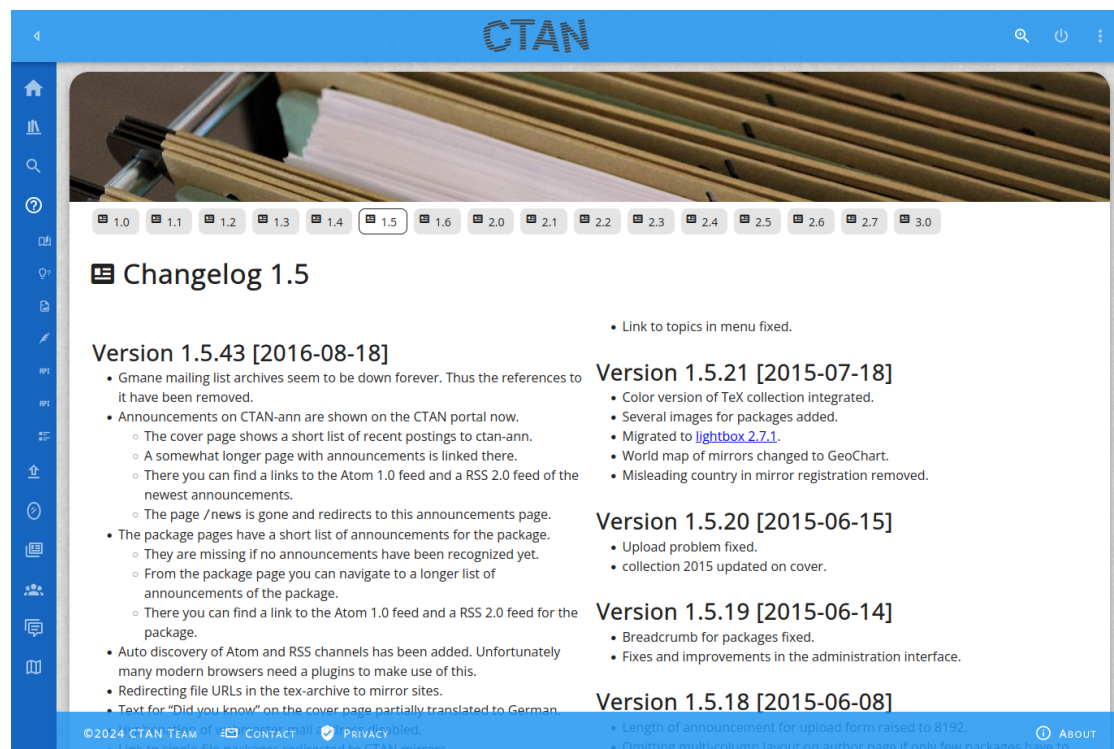 CTAN
1.0 1.1 1.2 1.3 1.4 1.5 1.6 2.0 2.1 2.2 2.3 2.4 2.5 2.6 2.7 3.0
Changelog 1.5
Version 1.5.43 [2016-08-18]
• Gmane mailing list archives seem to be down forever. Thus the references to
it have been removed.
• Announcements on CTAN-ann are shown on the CTAN portal now.
◦ The cover page shows a short list of recent postings to ctan-ann.
◦ A somewhat longer page with announcements is linked there.
◦ There you can find a links to the Atom 1.0 feed and a RSS 2.0 feed of the
newest announcements.
◦ The page /news is gone and redirects to this announcements page.
• The package pages have a short list of announcements for the package.
◦ They are missing if no announcements have been recognized yet.
◦ From the package page you can navigate to a longer list of
announcements of the package.
◦ There you can find a link to the Atom 1.0 feed and a RSS 2.0 feed for the
package.
• Auto discovery of Atom and RSS channels has been added. Unfortunately
many modern browsers need a plugins to make use of this.
• Redirecting file URLs in the tex-archive to mirror sites.
• Text for “Did you know” on the cover page partially translated to German.
• Link to topics in menu fixed.
Version 1.5.21 [2015-07-18]
• Color version of TeX collection integrated.
• Several images for packages added.
• Migrated to lightbox 2.7.1.
• World map of mirrors changed to GeoChart.
• Misleading country in mirror registration removed.
Version 1.5.20 [2015-06-15]
• Upload problem fixed.
• collection 2015 updated on cover.
Version 1.5.19 [2015-06-14]
• Breadcrumb for packages fixed.
• Fixes and improvements in the administration interface.
Version 1.5.18 [2015-06-08]
• Length of announcement for upload form raised to 8192.
• Omitting multi-column layout on author page if only few packages have to
©2024 CTAN Team Contact Privacy About
API
API